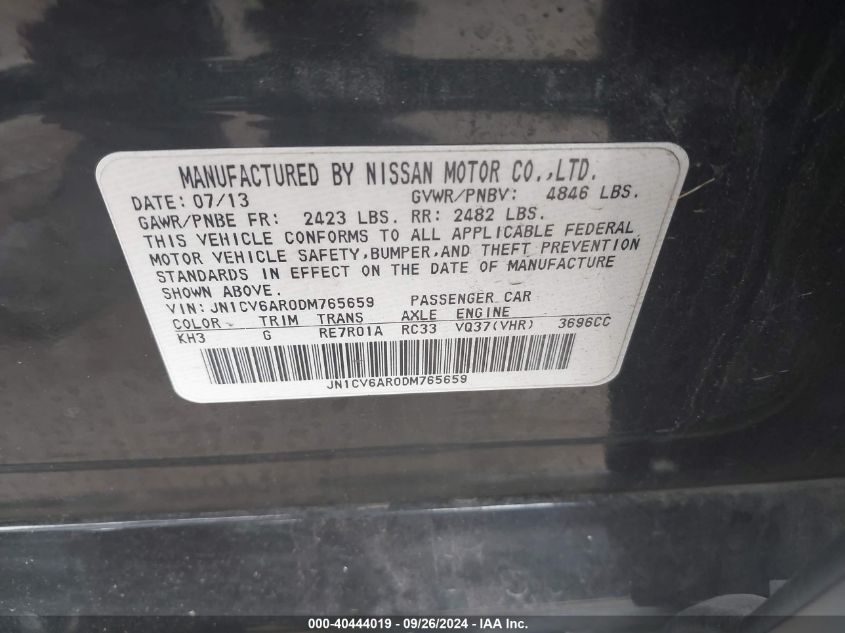 MANUFACTURED BY NISSAN MOTOR CO.,LTD.
DATE: 07/13 GVWR/PNBV: 4846 LBS.
GAWR/PNBE FR: 2423 LBS. RR: 2482 LBS.
THIS VEHICLE CONFORMS TO ALL APPLICABLE FEDERAL
MOTOR VEHICLE SAFETY, BUMPER, AND THEFT PREVENTION
STANDARDS IN EFFECT ON THE DATE OF MANUFACTURE
SHOWN ABOVE.
VIN: JN1CV6AR0DM765659 PASSENGER CAR
COLOR TRIM TRANS AXLE ENGINE
KH3 G RE7R01A RC33 VQ37(VHR) 3696CC
JN1CV6AR0DM765659
000-40444019 - 09/26/2024 - IAA Inc.